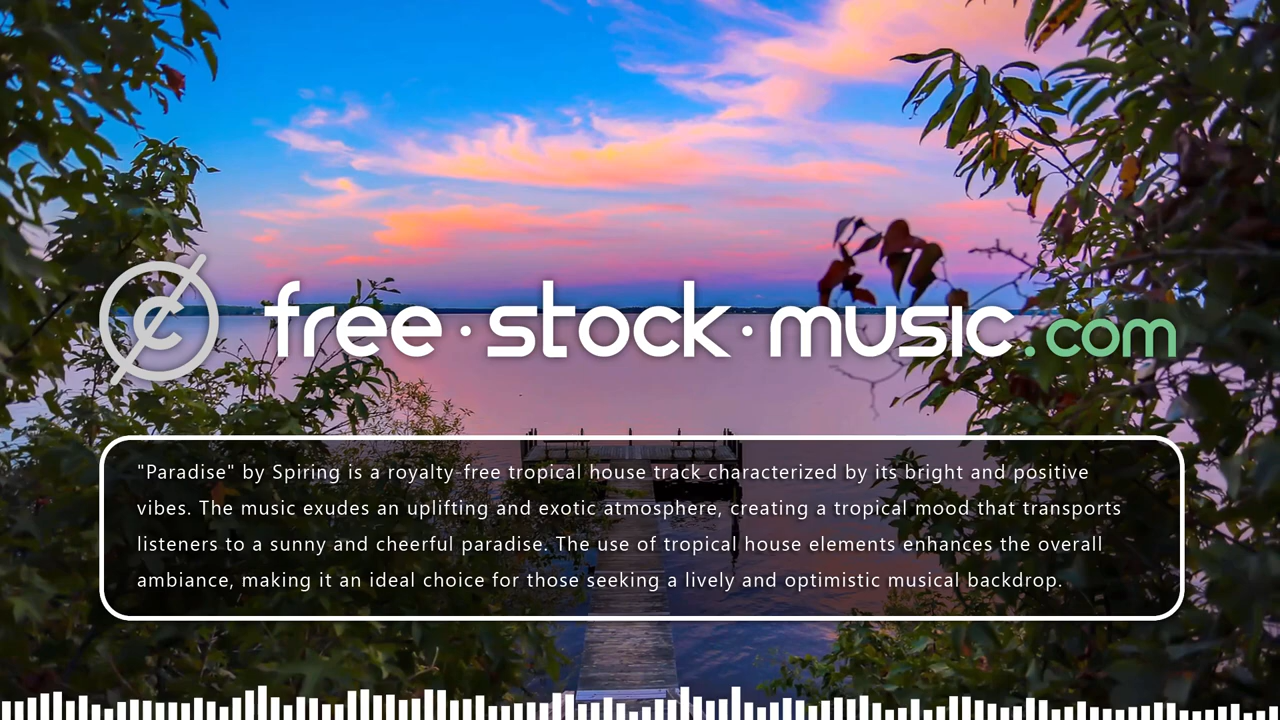 free·stock·music.com
"Paradise" by Spiring is a royalty-free tropical house track characterized by its bright and positive
vibes. The music exudes an uplifting and exotic atmosphere, creating a tropical mood that transports
listeners to a sunny and cheerful paradise. The use of tropical house elements enhances the overall
ambiance, making it an ideal choice for those seeking a lively and optimistic musical backdrop.